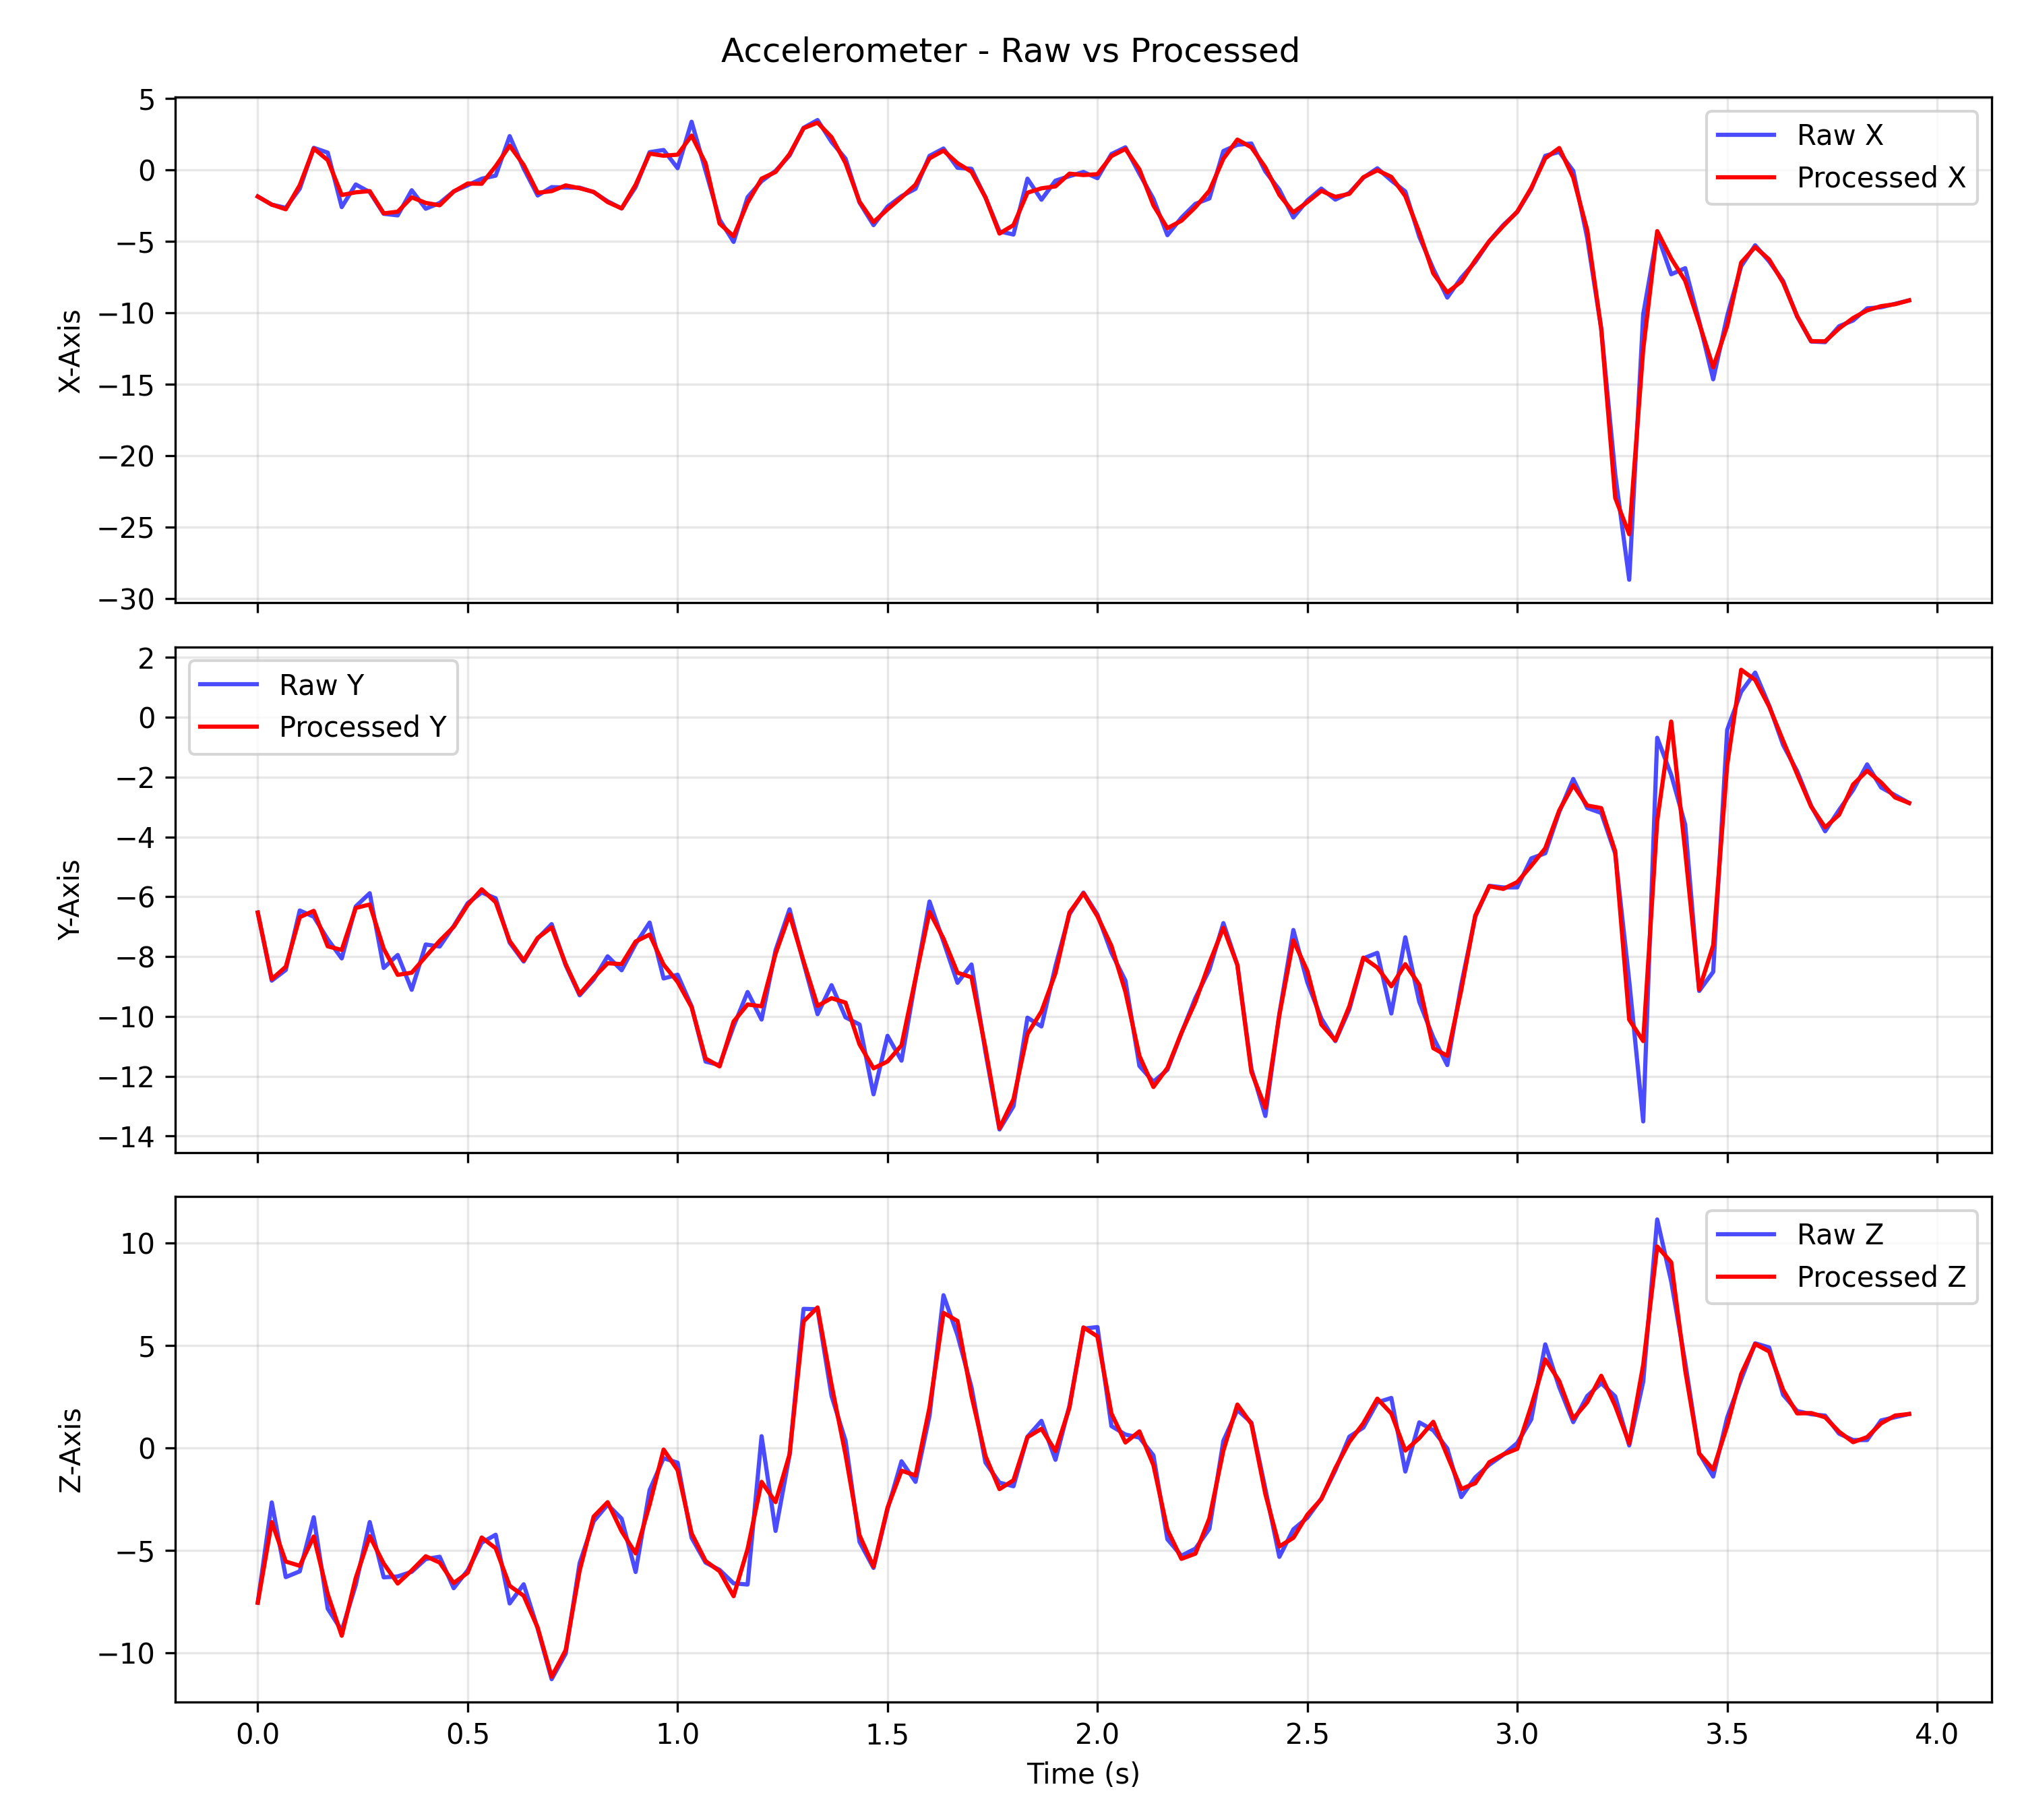 Accelerometer - Raw vs Processed
5
0
−5
−10
−15
−20
−25
−30
X-Axis
Raw X
Processed X
2
0
−2
−4
−6
−8
−10
−12
−14
Y-Axis
Raw Y
Processed Y
10
5
0
−5
−10
Z-Axis
Raw Z
Processed Z
0.0 0.5 1.0 1.5 2.0 2.5 3.0 3.5 4.0
Time (s)